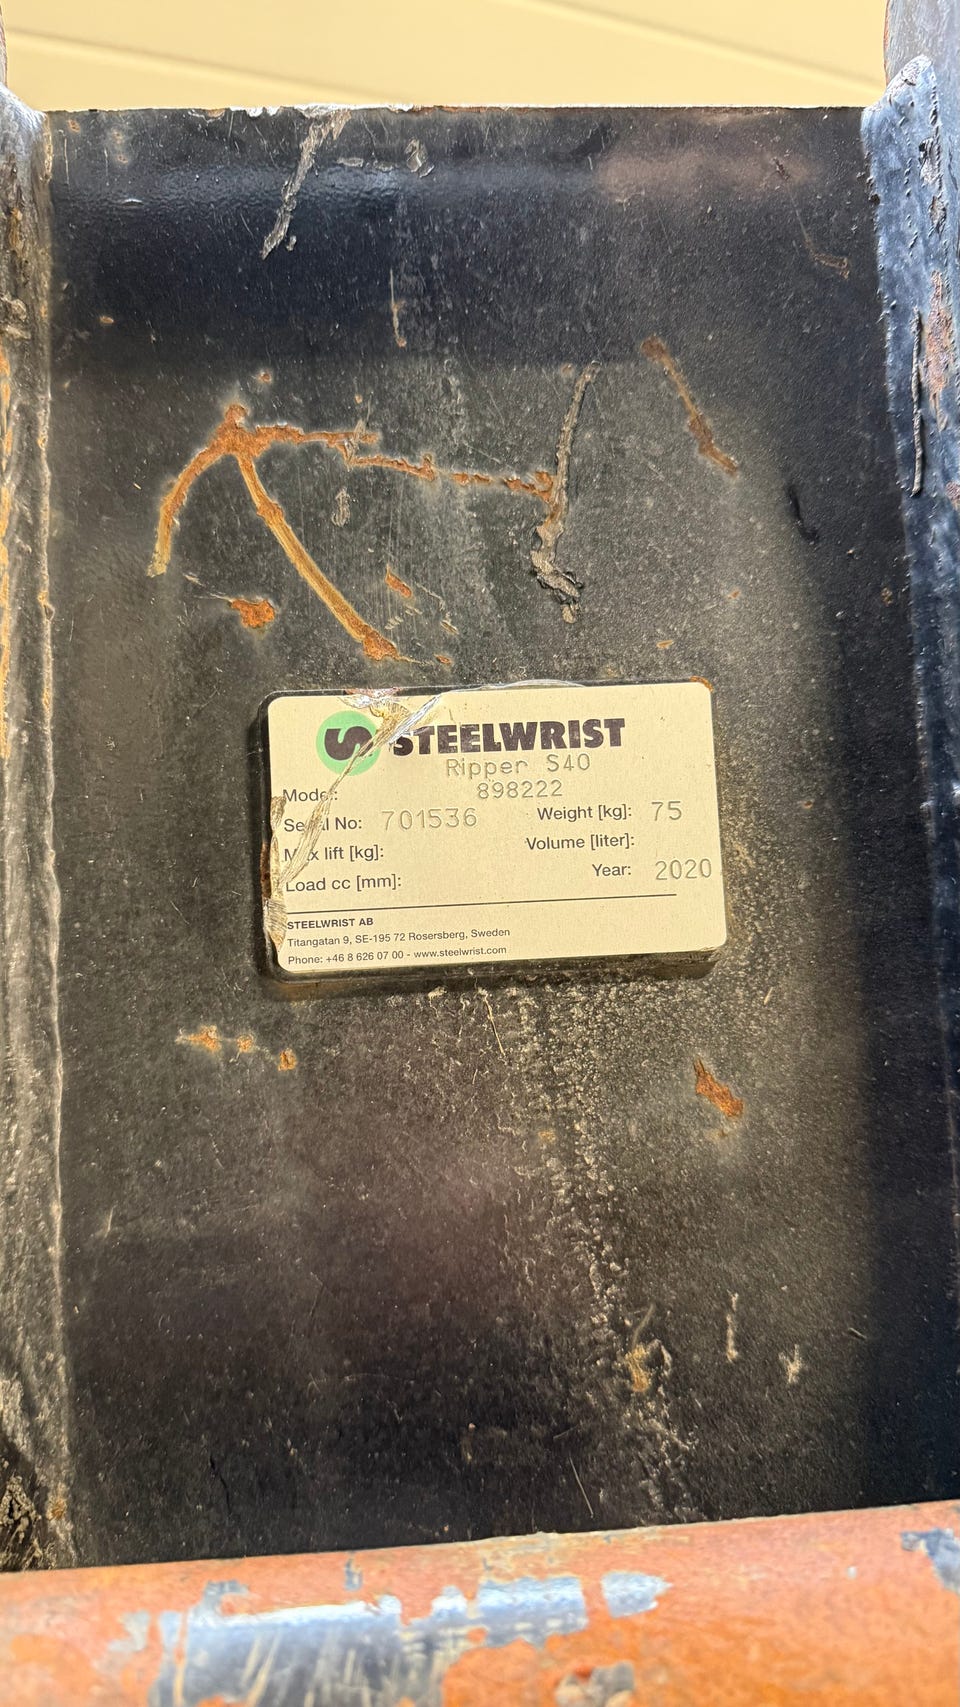 STEELWRIST
Ripper S40
Model: 898222
Serial No: 701536 Weight [kg]: 75
Max lift [kg]: Volume [liter]:
Load cc [mm]: Year: 2020
STEELWRIST AB
Titangatan 9, SE-195 72 Rosersberg, Sweden
Phone: +46 8 626 07 00 - www.steelwrist.com